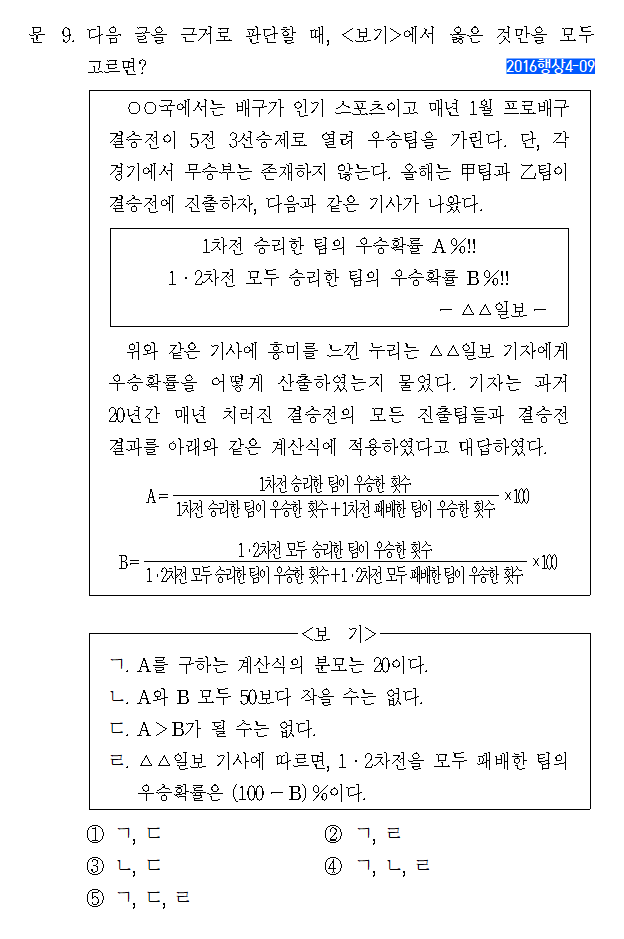 문 9. 다음 글을 근거로 판단할 때, <보기>에서 옳은 것만을 모두
고르면?
2016행상4-09
○○국에서는 배구가 인기 스포츠이고 매년 1월 프로배구
결승전이 5전 3선승제로 열려 우승팀을 가린다. 단, 각
경기에서 무승부는 존재하지 않는다. 올해는 甲팀과 乙팀이
결승전에 진출하자, 다음과 같은 기사가 나왔다.
1차전 승리한 팀의 우승확률 A%!!
1·2차전 모두 승리한 팀의 우승확률 B%!!
- △△일보 -
위와 같은 기사에 흥미를 느낀 누리는 △△일보 기자에게
우승확률을 어떻게 산출하였는지 물었다. 기자는 과거
20년간 매년 치러진 결승전의 모든 진출팀들과 결승전
결과를 아래와 같은 계산식에 적용하였다고 대답하였다.
1차전 승리한 팀이 우승한 횟수
A= ×100
1차전 승리한 팀이 우승한 횟수+1차전 패배한 팀이 우승한 횟수
1·2차전 모두 승리한 팀이 우승한 횟수
B= ×100
1·2차전 모두 승리한 팀이 우승한 횟수+1·2차전 모두 패배한 팀이 우승한 횟수
<보 기>
ㄱ. A를 구하는 계산식의 분모는 20이다.
ㄴ. A와 B 모두 50보다 작을 수는 없다.
ㄷ. A>B가 될 수는 없다.
ㄹ. △△일보 기사에 따르면, 1·2차전을 모두 패배한 팀의
우승확률은 (100-B)%이다.
① ㄱ, ㄷ
② ㄱ, ㄹ
③ ㄴ, ㄷ
④ ㄱ, ㄴ, ㄹ
⑤ ㄱ, ㄷ, ㄹ